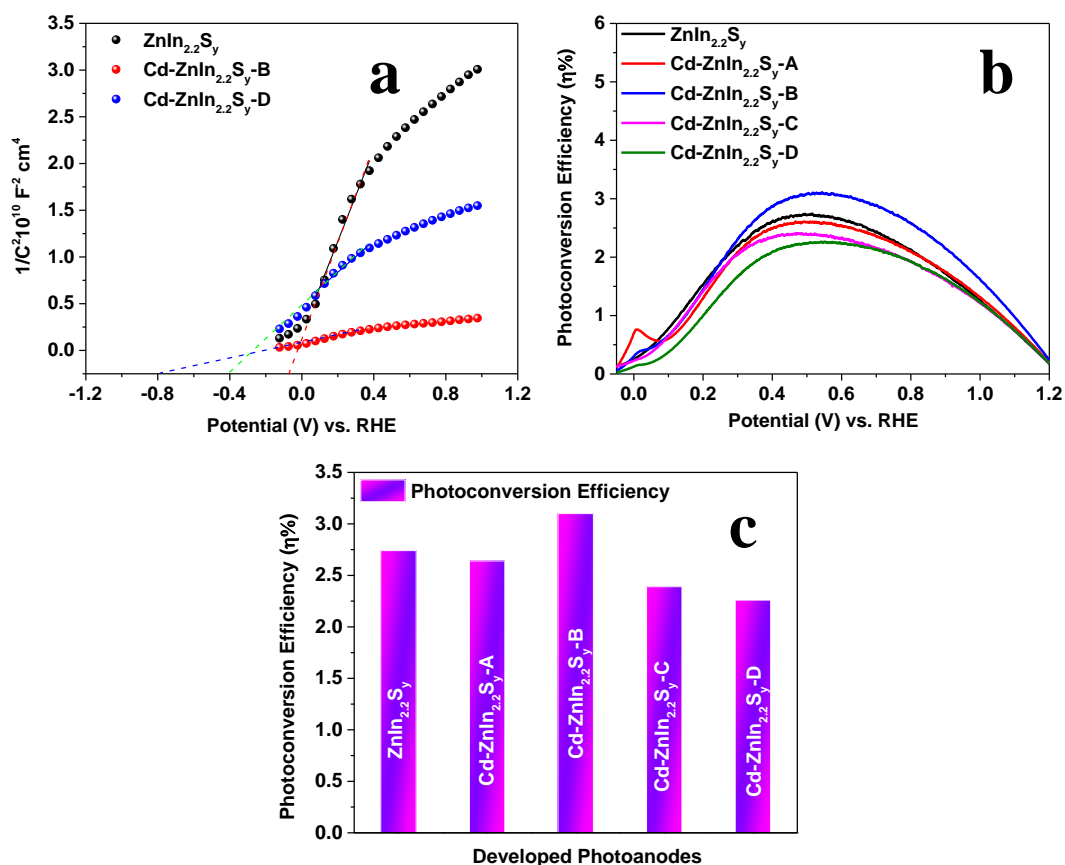 a
ZnIn2.2Sy
Cd-ZnIn2.2Sy-B
Cd-ZnIn2.2Sy-D
1/C²10¹⁰ F⁻² cm⁴
3.5
3.0
2.5
2.0
1.5
1.0
0.5
0.0
-1.2 -0.8 -0.4 0.0 0.4 0.8 1.2
Potential (V) vs. RHE
b
ZnIn2.2Sy
Cd-ZnIn2.2Sy-A
Cd-ZnIn2.2Sy-B
Cd-ZnIn2.2Sy-C
Cd-ZnIn2.2Sy-D
Photoconversion Efficiency (η%)
6
5
4
3
2
1
0
0.0 0.2 0.4 0.6 0.8 1.0 1.2
Potential (V) vs. RHE
c
Photoconversion Efficiency
Photoconversion Efficiency (η%)
3.5
3.0
2.5
2.0
1.5
1.0
0.5
0.0
ZnIn2.2Sy
Cd-ZnIn2.2Sy-A
Cd-ZnIn2.2Sy-B
Cd-ZnIn2.2Sy-C
Cd-ZnIn2.2Sy-D
Developed Photoanodes